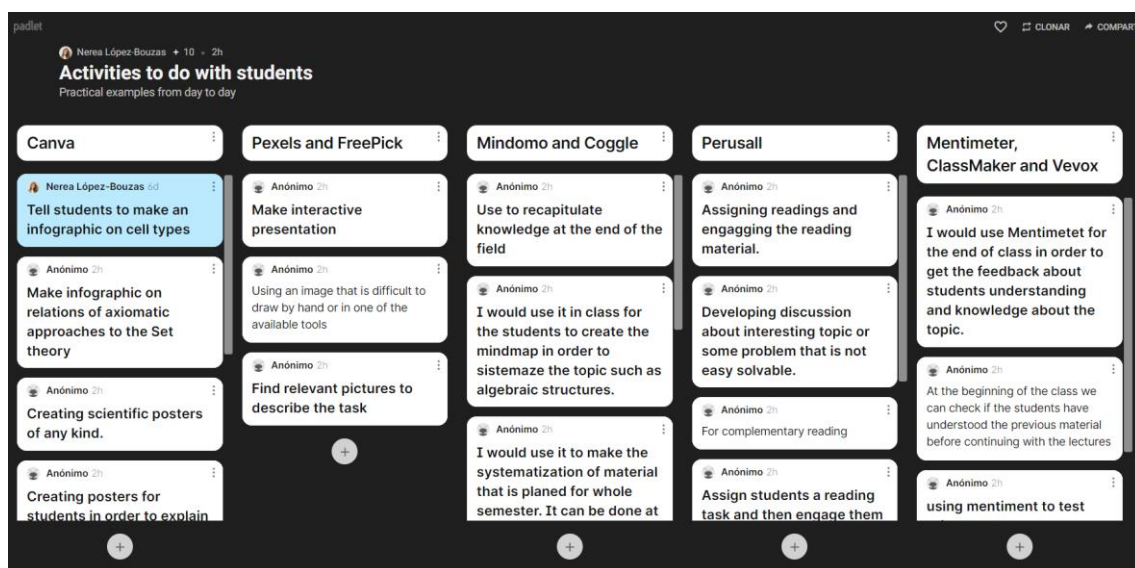 padlet
CLONAR
COMPART
Nerea López-Bouzas + 10 • 2h
Activities to do with students
Practical examples from day to day
Canva
Nerea López-Bouzas 6d
Tell students to make an
infographic on cell types
Anónimo 2h
Make infographic on
relations of axiomatic
approaches to the Set
theory
Anónimo 2h
Creating scientific posters
of any kind.
Anónimo 2h
Creating posters for
students in order to explain
Pexels and FreePick
Anónimo 2h
Make interactive
presentation
Anónimo 2h
Using an image that is difficult to
draw by hand or in one of the
available tools
Anónimo 2h
Find relevant pictures to
describe the task
Mindomo and Coggle
Anónimo 2h
Use to recapitulate
knowledge at the end of the
field
Anónimo 2h
I would use it in class for
the students to create the
mindmap in order to
sistemaze the topic such as
algebraic structures.
Anónimo 2h
I would use it to make the
systematization of material
that is planed for whole
semester. It can be done at
Perusall
Anónimo 2h
Assigning readings and
engagging the reading
material.
Anónimo 2h
Developing discussion
about interesting topic or
some problem that is not
easy solvable.
Anónimo 2h
For complementary reading
Anónimo 2h
Assign students a reading
task and then engage them
Mentimeter,
ClassMaker and Vevox
Anónimo 2h
I would use Mentimetet for
the end of class in order to
get the feedback about
students understanding
and knowledge about the
topic.
Anónimo 2h
At the beginning of the class we
can check if the students have
understood the previous material
before continuing with the lectures
Anónimo 2h
using mentiment to test